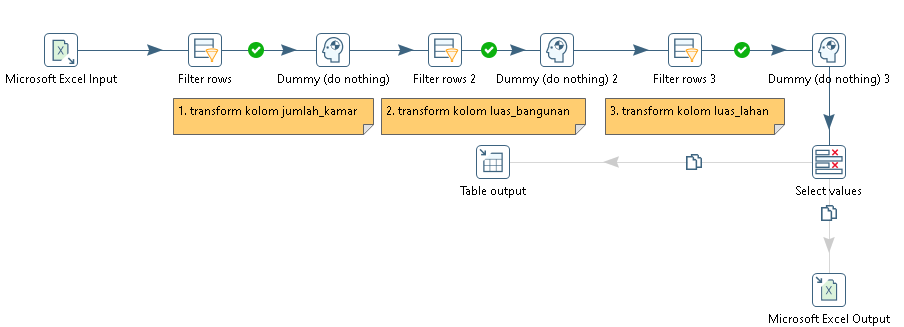 Microsoft Excel Input
Filter rows
Dummy (do nothing)
Filter rows 2
Dummy (do nothing) 2
Filter rows 3
Dummy (do nothing) 3
1. transform kolom jumlah_kamar
2. transform kolom luas_bangunan
3. transform kolom luas_lahan
Table output
Select values
Microsoft Excel Output